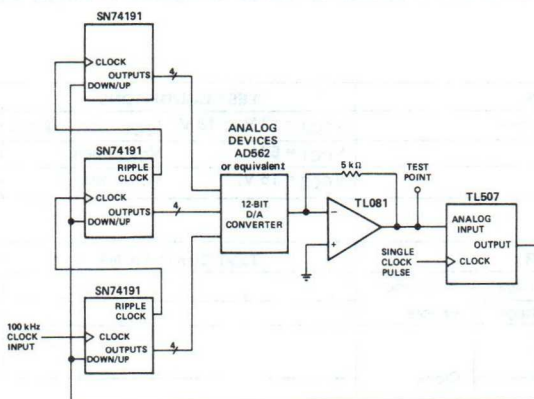 SN74191
CLOCK
OUTPUTS
4
DOWN/UP
SN74191
RIPPLE
CLOCK
CLOCK
OUTPUTS
4
DOWN/UP
SN74191
RIPPLE
CLOCK
100 kHz
CLOCK
INPUT
CLOCK
OUTPUTS
4
DOWN/UP
ANALOG
DEVICES
AD562
or equivalent
12-BIT
D/A
CONVERTER
5 kΩ
TL081
−
+
TEST
POINT
TL507
ANALOG
INPUT
OUTPUT
CLOCK
SINGLE
CLOCK
PULSE